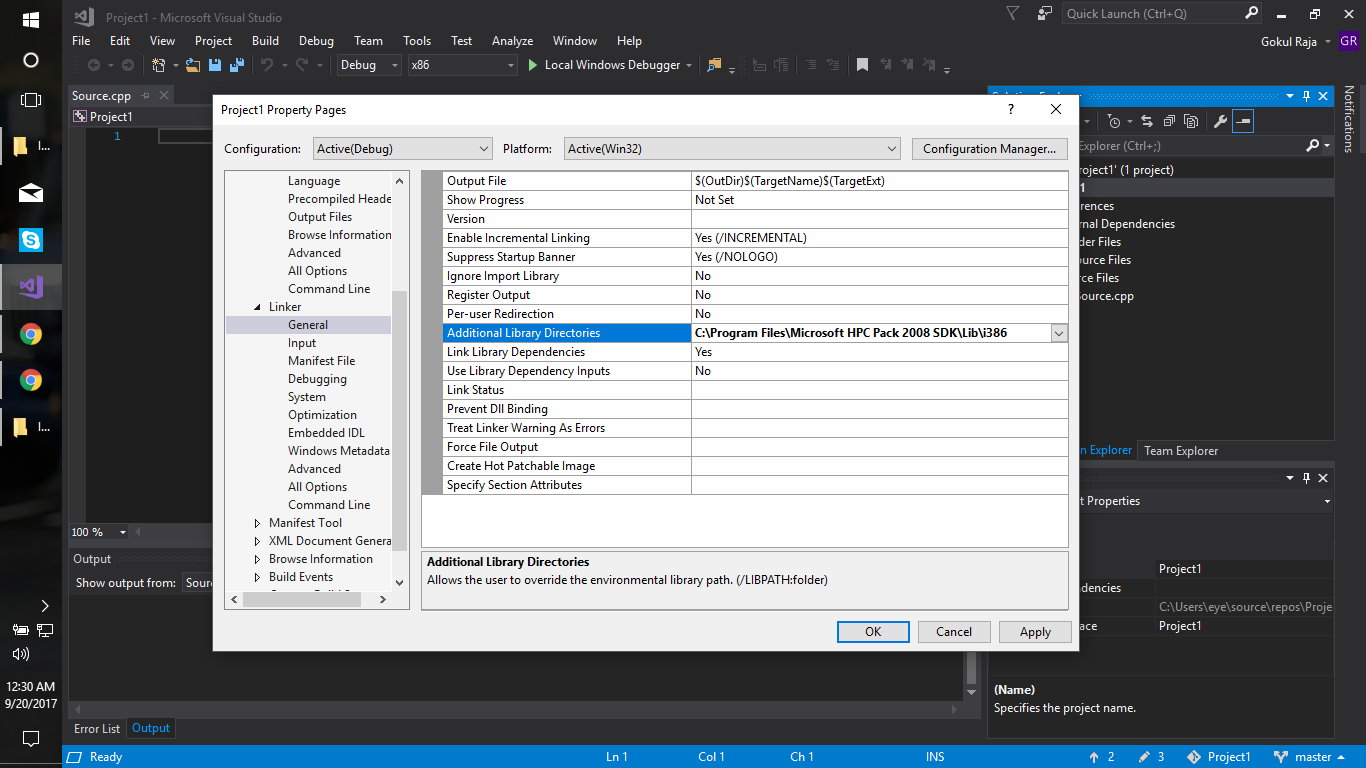 Project1 - Microsoft Visual Studio
Quick Launch (Ctrl+Q)
File Edit View Project Build Debug Team Tools Test Analyze Window Help
Gokul Raja GR
Debug x86 Local Windows Debugger
Source.cpp
Project1
1
Project1 Property Pages
?
Configuration: Active(Debug) Platform: Active(Win32) Configuration Manager...
Language
Precompiled Heade
Output Files
Browse Information
Advanced
All Options
Command Line
Linker
General
Input
Manifest File
Debugging
System
Optimization
Embedded IDL
Windows Metadata
Advanced
All Options
Command Line
Manifest Tool
XML Document Genera
Browse Information
Build Events
Output File $(OutDir)$(TargetName)$(TargetExt)
Show Progress Not Set
Version
Enable Incremental Linking Yes (/INCREMENTAL)
Suppress Startup Banner Yes (/NOLOGO)
Ignore Import Library No
Register Output No
Per-user Redirection No
Additional Library Directories C:\Program Files\Microsoft HPC Pack 2008 SDK\Lib\i386
Link Library Dependencies Yes
Use Library Dependency Inputs No
Link Status
Prevent Dll Binding
Treat Linker Warning As Errors
Force File Output
Create Hot Patchable Image
Specify Section Attributes
Additional Library Directories
Allows the user to override the environmental library path. (/LIBPATH:folder)
OK Cancel Apply
Notifications
Explorer (Ctrl+;)
roject1' (1 project)
1
rences
rnal Dependencies
der Files
ource Files
rce Files
Source.cpp
n Explorer Team Explorer
t Properties
Project1
dencies
C:\Users\eye\source\repos\Proje
ace Project1
(Name)
Specifies the project name.
100 %
Output
Show output from: Sour
Error List Output
Ready Ln 1 Col 1 Ch 1 INS 2 3 Project1 master
I...
I...
12:30 AM
9/20/2017